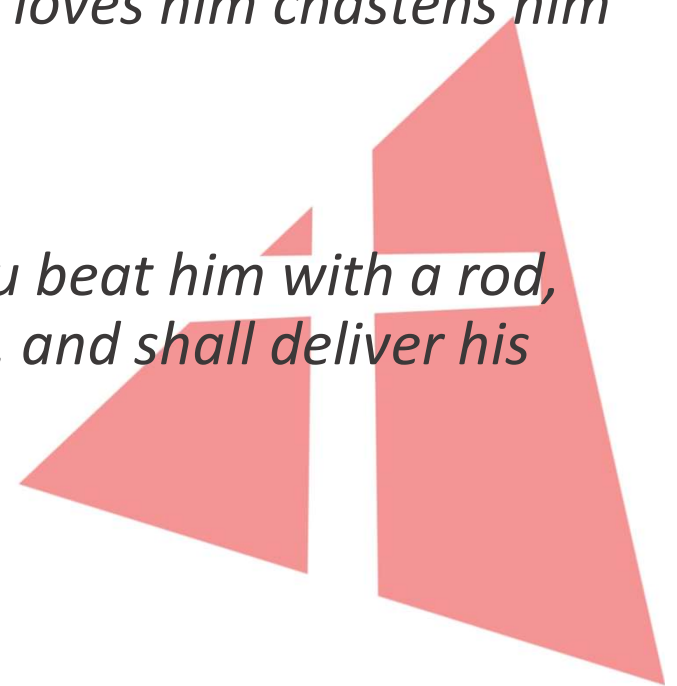 loves him chastens him
u beat him with a rod,
and shall deliver his